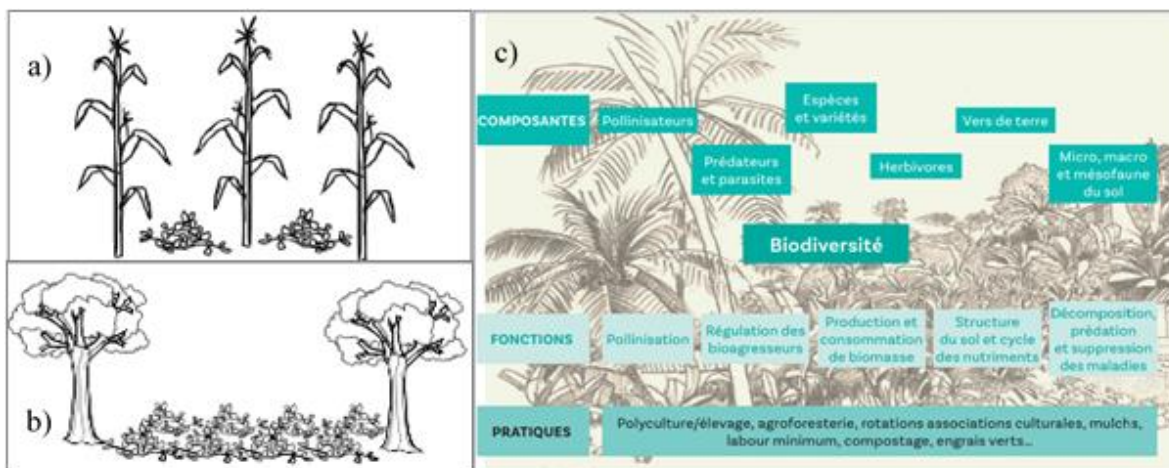 a)
b)
c)
COMPOSANTES
Pollinisateurs
Prédateurs
et parasites
Espèces
et variétés
Herbivores
Vers de terre
Micro, macro
et mésofaune
du sol
Biodiversité
FONCTIONS
Pollinisation
Régulation des
bioagresseurs
Production et
consommation
de biomasse
Structure
du sol et cycle
des nutriments
Décomposition,
prédation
et suppression
des maladies
PRATIQUES
Polyculture/élevage, agroforesterie, rotations associations culturales, mulchs,
labour minimum, compostage, engrais verts...